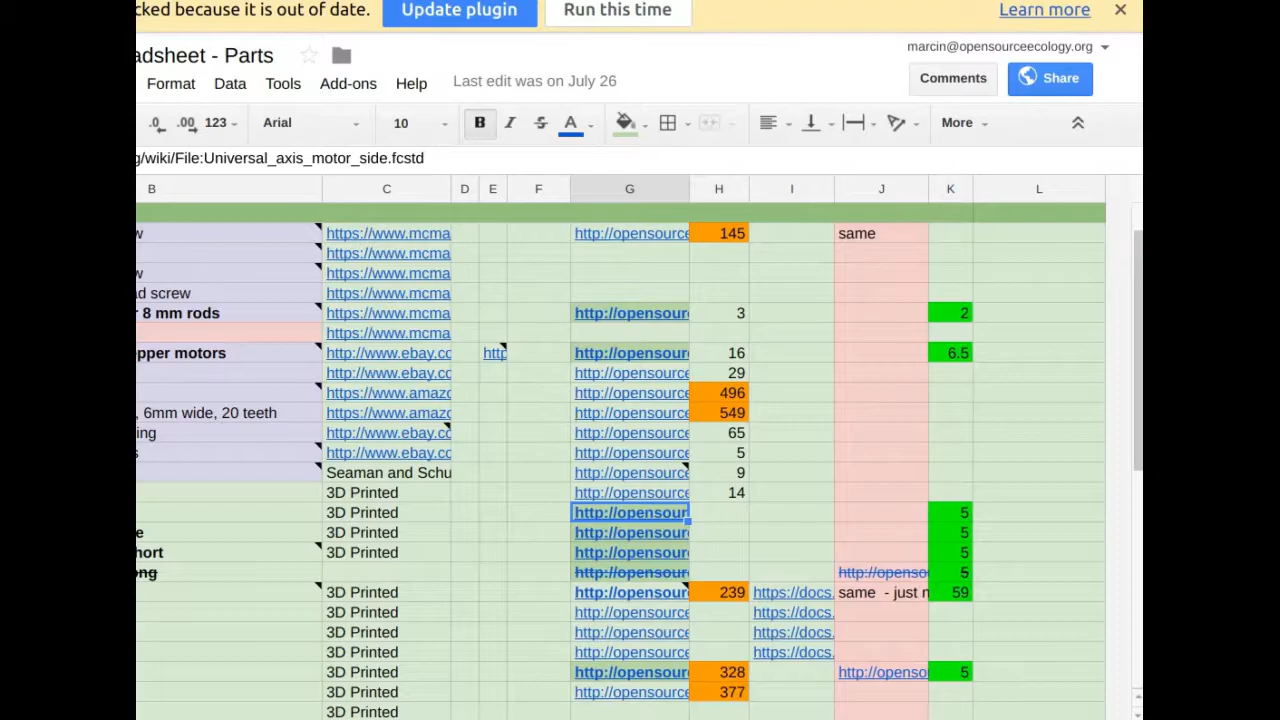 cked because it is out of date. Update plugin Run this time Learn more ×
adsheet - Parts
marcin@opensourceecology.org
Format Data Tools Add-ons Help Last edit was on July 26 Comments Share
.0 .00 123 Arial 10 B I S A More
g/wiki/File:Universal_axis_motor_side.fcstd
B C D E F G H I J K L
w https://www.mcma http://opensource 145 same
https://www.mcma
w https://www.mcma
ad screw https://www.mcma
r 8 mm rods https://www.mcma http://opensour 3 2
https://www.mcma
epper motors http://www.ebay.co http http://opensour 16 6.5
http://www.ebay.co http://opensource 29
https://www.amazo http://opensource 496
, 6mm wide, 20 teeth https://www.amazo http://opensource 549
ing http://www.ebay.co http://opensource 65
s http://www.ebay.co http://opensource 5
Seaman and Schu http://opensource 9
3D Printed http://opensource 14
3D Printed http://opensour 5
e 3D Printed http://opensour 5
hort 3D Printed http://opensour 5
ong http://opensour http://openso 5
3D Printed http://opensour 239 https://docs. same - just n 59
3D Printed http://opensource https://docs.
3D Printed http://opensource https://docs.
3D Printed http://opensource https://docs.
3D Printed http://opensour 328 http://openso 5
3D Printed http://opensource 377
3D Printed